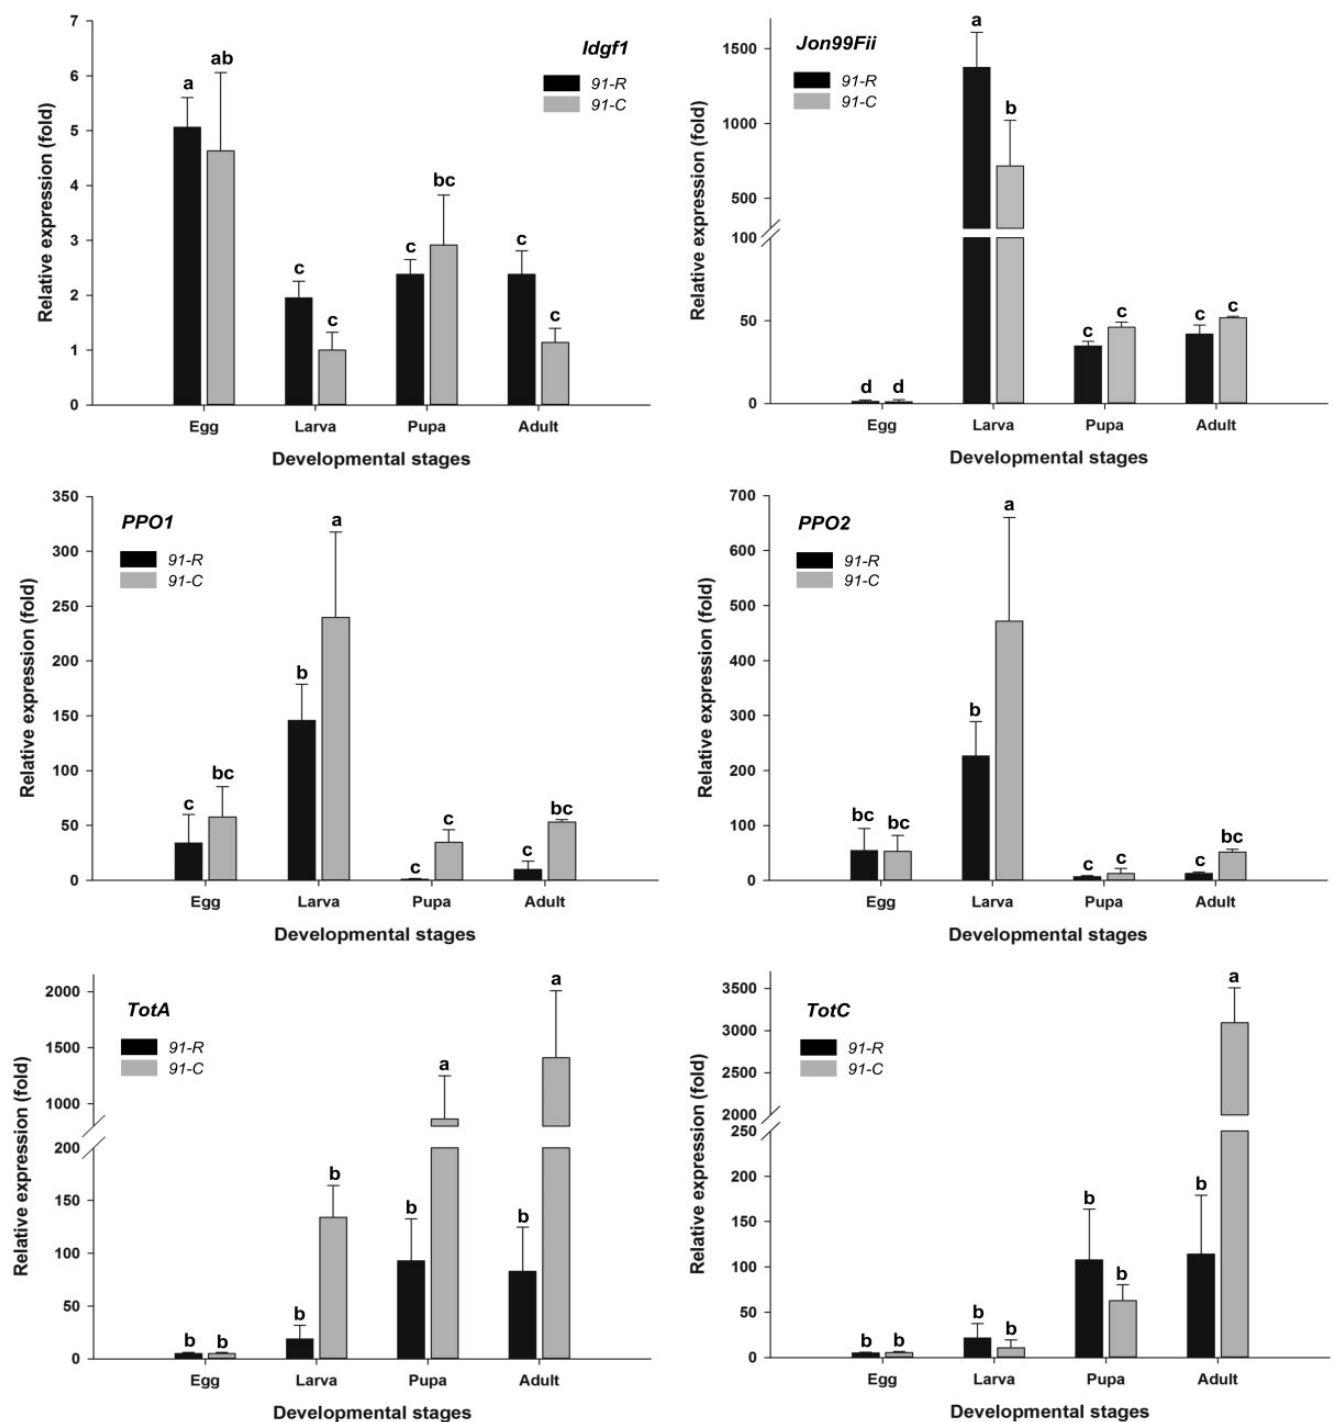 Idgf1
91-R
91-C
Relative expression (fold)
7
6
5
4
3
2
1
0
a ab
c c
c bc
c c
Egg Larva Pupa Adult
Developmental stages
Jon99Fii
91-R
91-C
Relative expression (fold)
1500
1000
500
100
50
0
d d
a b
c c
c c
Egg Larva Pupa Adult
Developmental stages
PPO1
91-R
91-C
Relative expression (fold)
350
300
250
200
150
100
50
0
c bc
b a
c c
c bc
Egg Larva Pupa Adult
Developmental stages
PPO2
91-R
91-C
Relative expression (fold)
700
600
500
400
300
200
100
0
bc bc
b a
c c
c bc
Egg Larva Pupa Adult
Developmental stages
TotA
91-R
91-C
Relative expression (fold)
2000
1500
1000
200
150
100
50
0
b b
b b
b a
b a
Egg Larva Pupa Adult
Developmental stages
TotC
91-R
91-C
Relative expression (fold)
3500
3000
2500
2000
250
200
150
100
50
0
b b
b b
b b
b a
Egg Larva Pupa Adult
Developmental stages